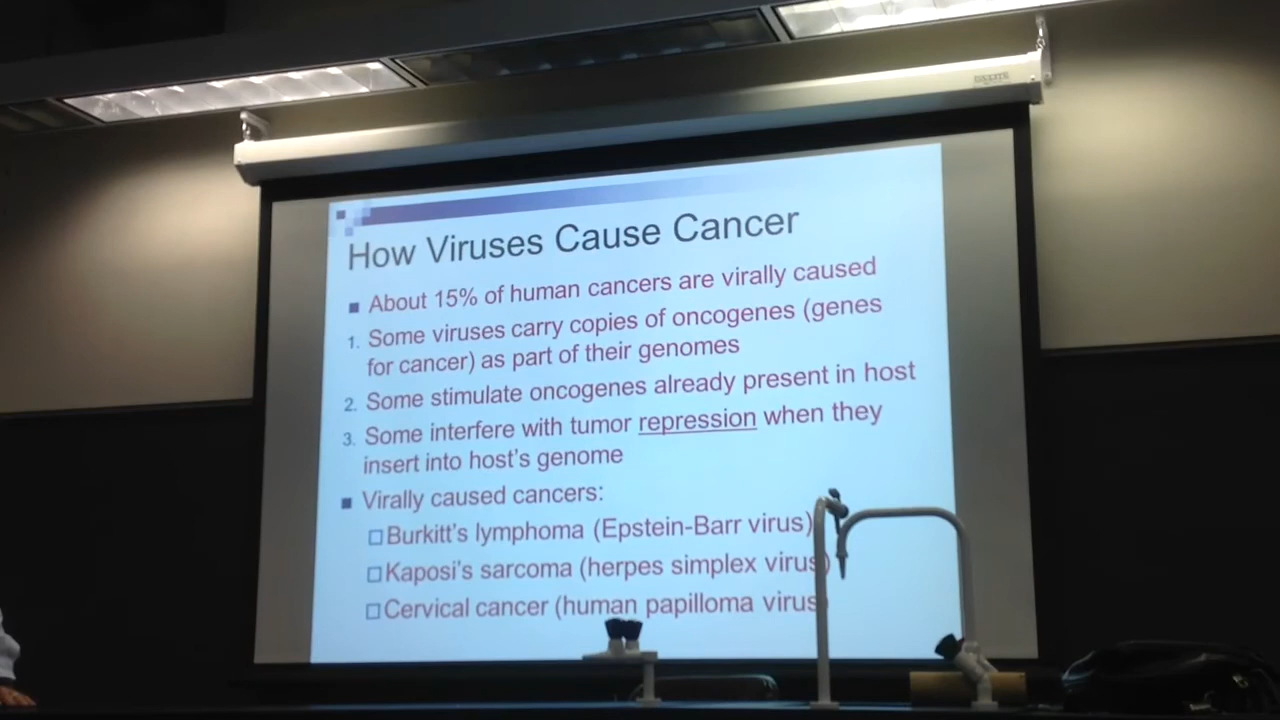 DA-LITE
How Viruses Cause Cancer
About 15% of human cancers are virally caused
1. Some viruses carry copies of oncogenes (genes
for cancer) as part of their genomes
2. Some stimulate oncogenes already present in host
3. Some interfere with tumor repression when they
insert into host's genome
Virally caused cancers:
Burkitt's lymphoma (Epstein-Barr virus)
Kaposi's sarcoma (herpes simplex virus)
Cervical cancer (human papilloma virus